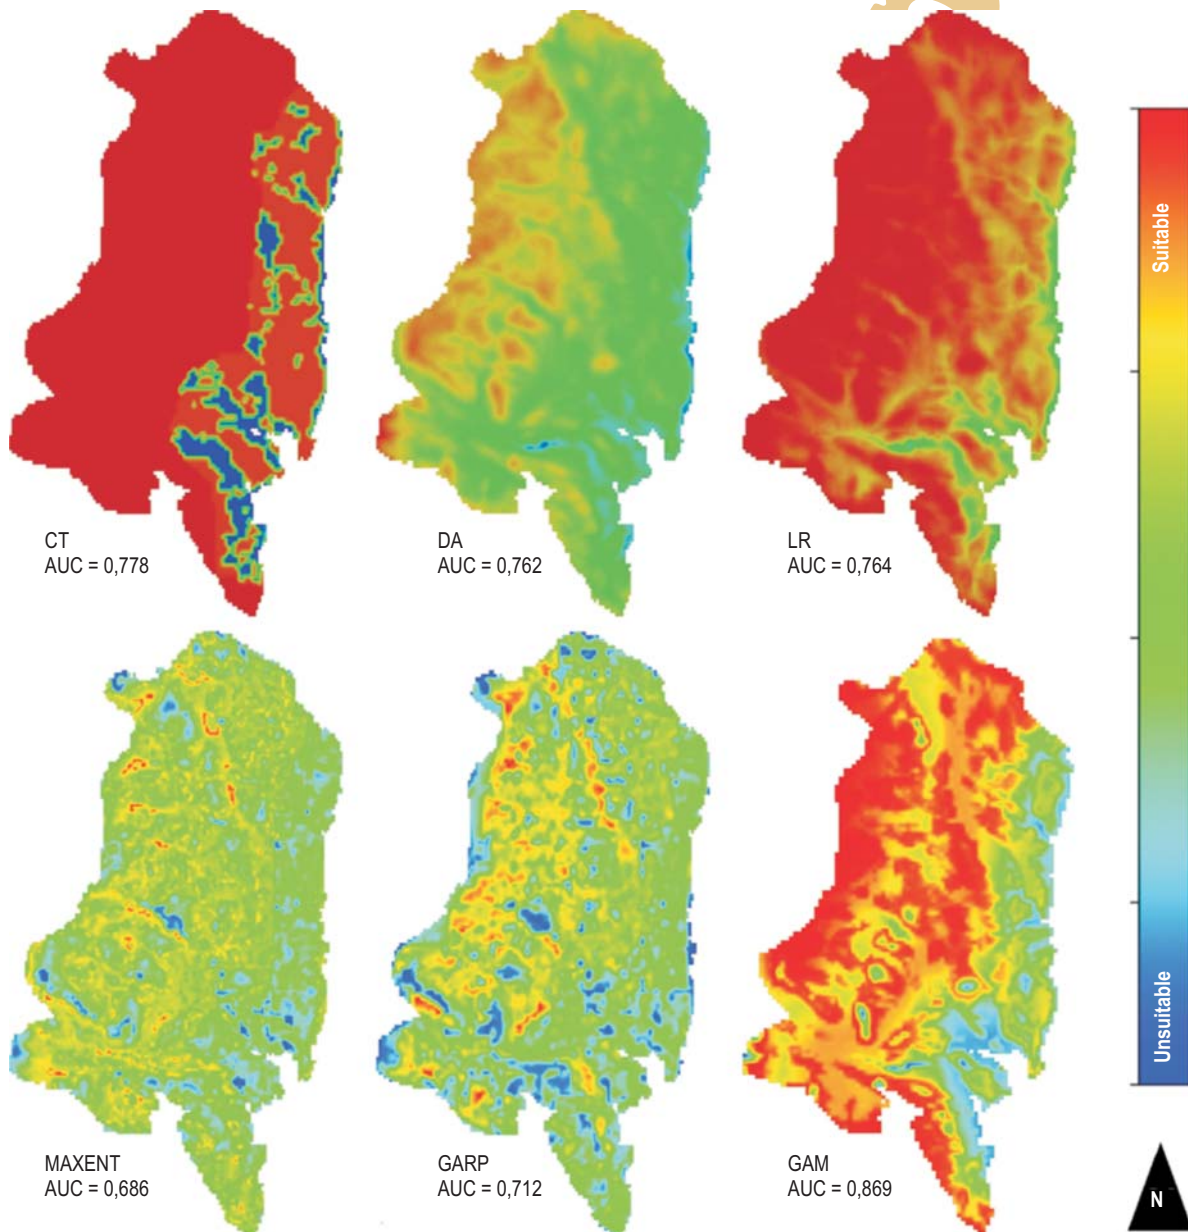 Suitable
CT
AUC = 0,778
DA
AUC = 0,762
LR
AUC = 0,764
Unsuitable
MAXENT
AUC = 0,686
GARP
AUC = 0,712
GAM
AUC = 0,869
N